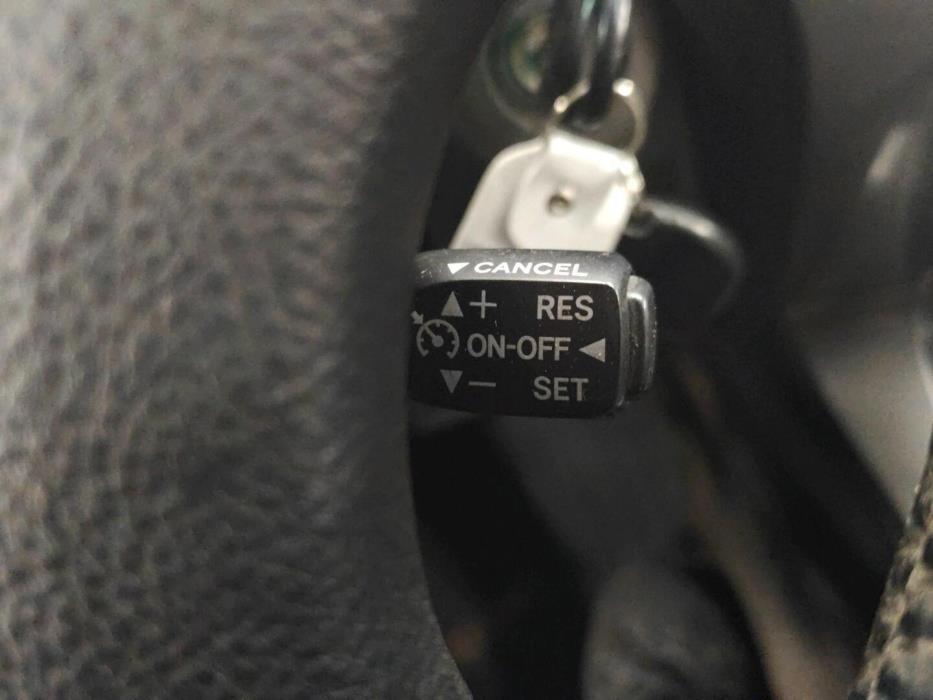 ▼ CANCEL
▲+ RES
ON-OFF ◀
▼− SET